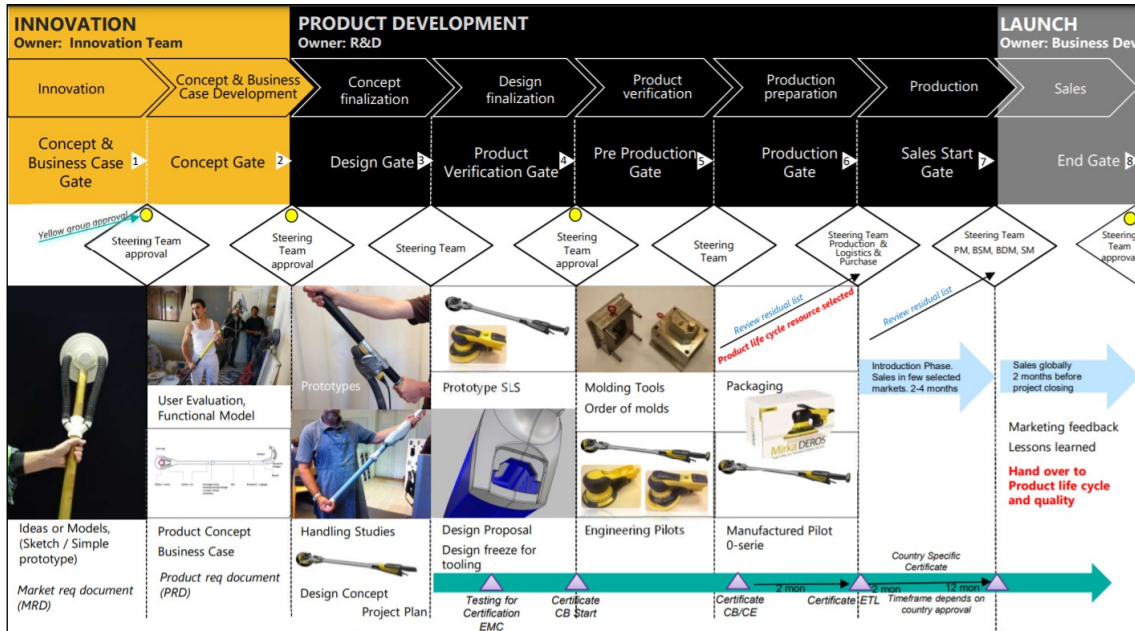 INNOVATION
Owner: Innovation Team
PRODUCT DEVELOPMENT
Owner: R&D
LAUNCH
Owner: Business Dev
Innovation
Concept & Business
Case Development
Concept
finalization
Design
finalization
Product
verification
Production
preparation
Production
Sales
Concept &
Business Case
Gate
1
Concept Gate
2
Design Gate
3
Product
Verification Gate
4
Pre Production
Gate
5
Production
Gate
6
Sales Start
Gate
7
End Gate
8
Yellow group approval
Steering Team
approval
Steering
Team
approval
Steering Team
Steering
Team
approval
Steering
Team
Steering Team
Production &
Logistics &
Purchase
Steering Team
PM, BSM, BDM, SM
Steering
Team
approval
Review residual list
Product life cycle resource selected
Review residual list
User Evaluation,
Functional Model
Prototypes
Prototype SLS
Molding Tools
Order of molds
Packaging
Mirka DEROS
Introduction Phase.
Sales in few selected
markets. 2-4 months
Sales globally
2 months before
project closing
Marketing feedback
Lessons learned
Hand over to
Product life cycle
and quality
Ideas or Models,
(Sketch / Simple
prototype)
Market req document
(MRD)
Product Concept
Business Case
Product req document
(PRD)
Handling Studies
Design Concept
Project Plan
Design Proposal
Design freeze for
tooling
Engineering Pilots
Manufactured Pilot
0-serie
Country Specific
Certificate
2 mon
2 mon
12 mon
Testing for
Certification
EMC
Certificate
CB Start
Certificate
CB/CE
Certificate ETL
Timeframe depends on
country approval